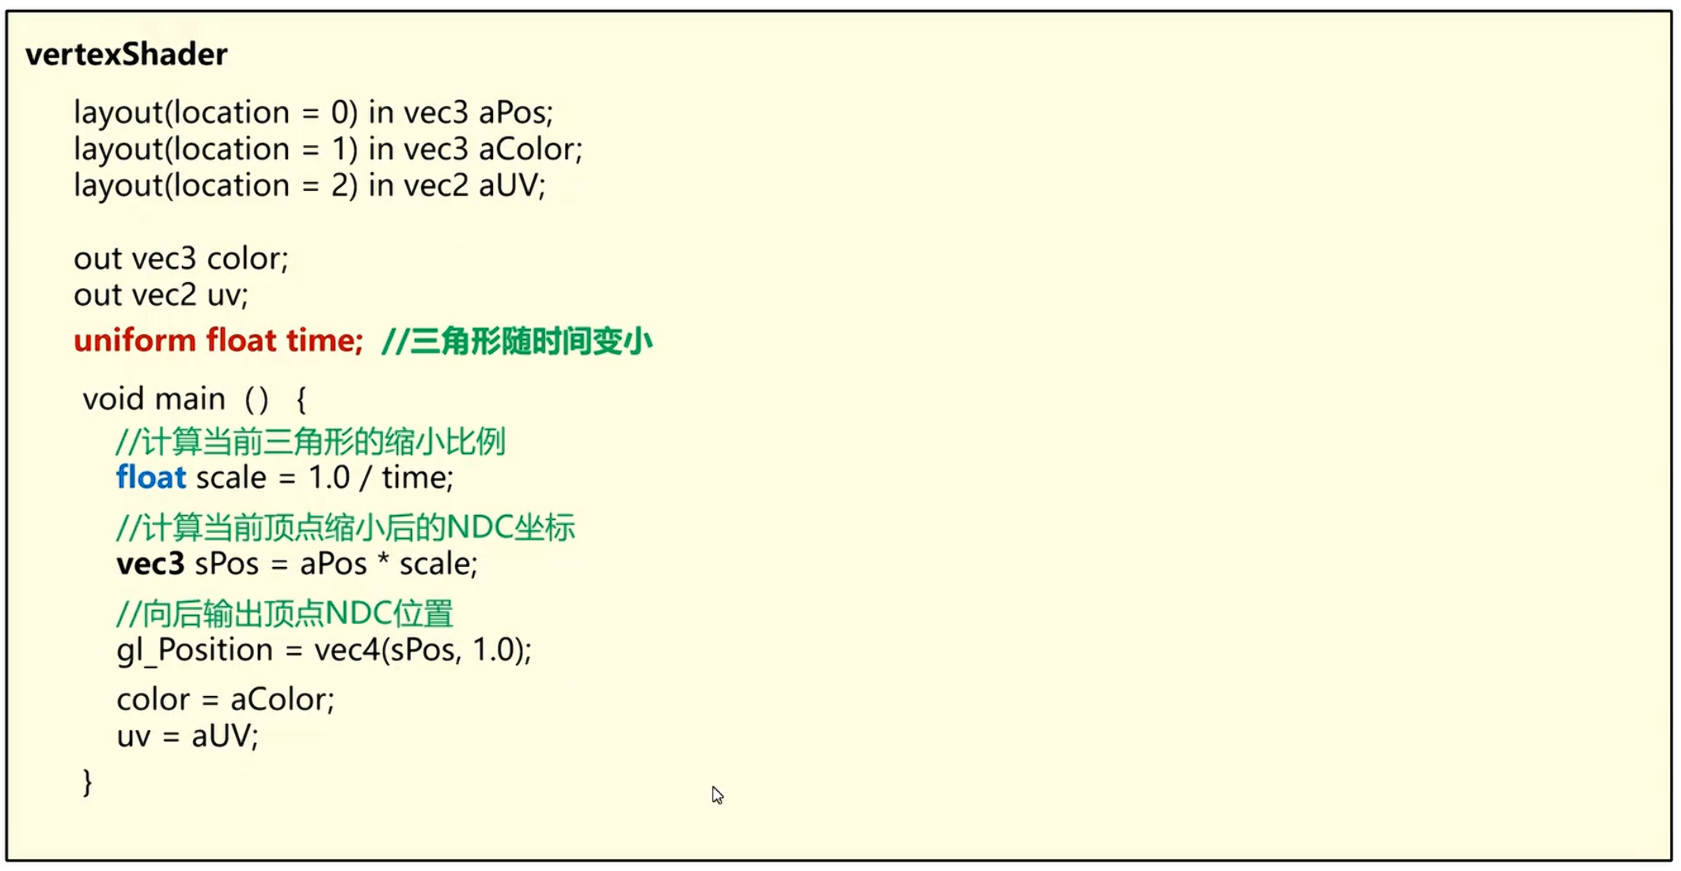 vertexShader
layout(location = 0) in vec3 aPos;
layout(location = 1) in vec3 aColor;
layout(location = 2) in vec2 aUV;
out vec3 color;
out vec2 uv;
uniform float time; //三角形随时间变小
void main () {
//计算当前三角形的缩小比例
float scale = 1.0 / time;
//计算当前顶点缩小后的NDC坐标
vec3 sPos = aPos * scale;
//向后输出顶点NDC位置
gl_Position = vec4(sPos, 1.0);
color = aColor;
uv = aUV;
}